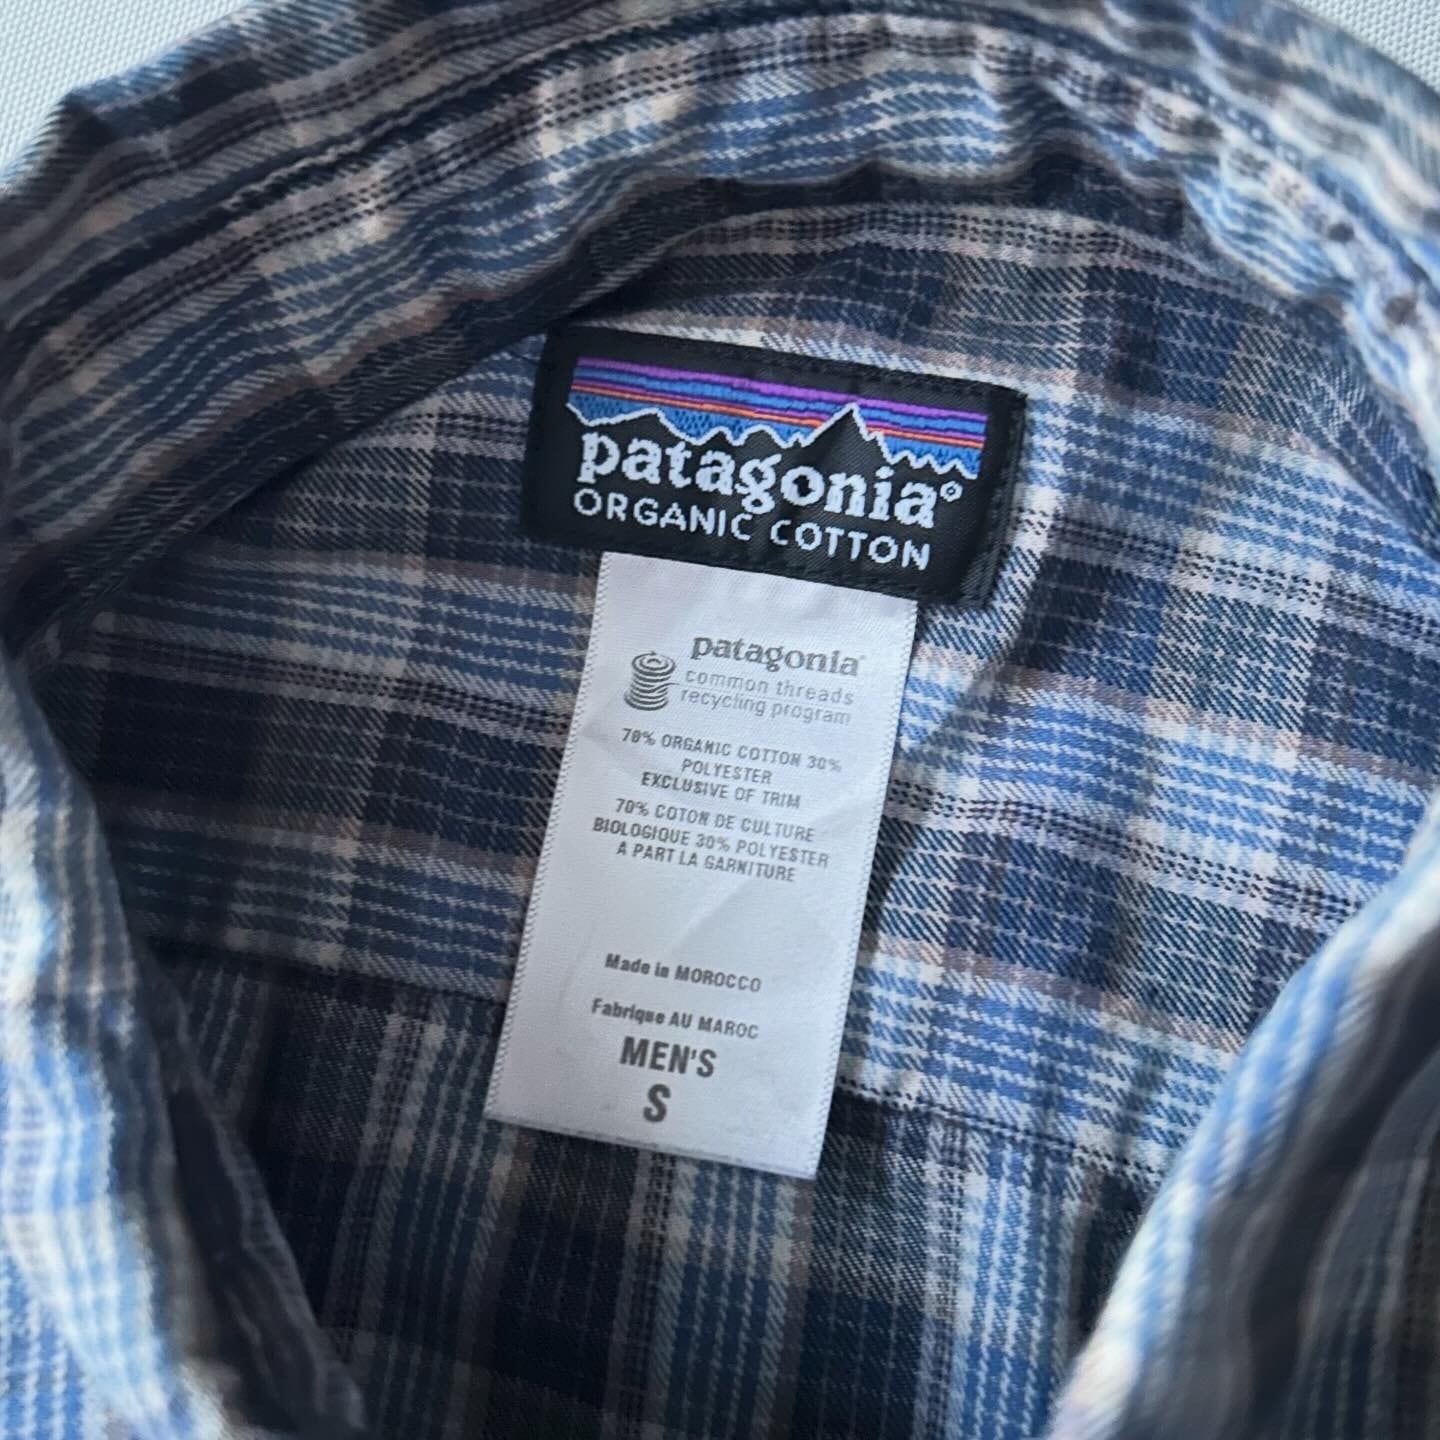 patagonia®
ORGANIC COTTON
patagonia®
common threads
recycling program
70% ORGANIC COTTON 30%
POLYESTER
EXCLUSIVE OF TRIM
70% COTON DE CULTURE
BIOLOGIQUE 30% POLYESTER
A PART LA GARNITURE
Made in MOROCCO
Fabrique AU MAROC
MEN'S
S